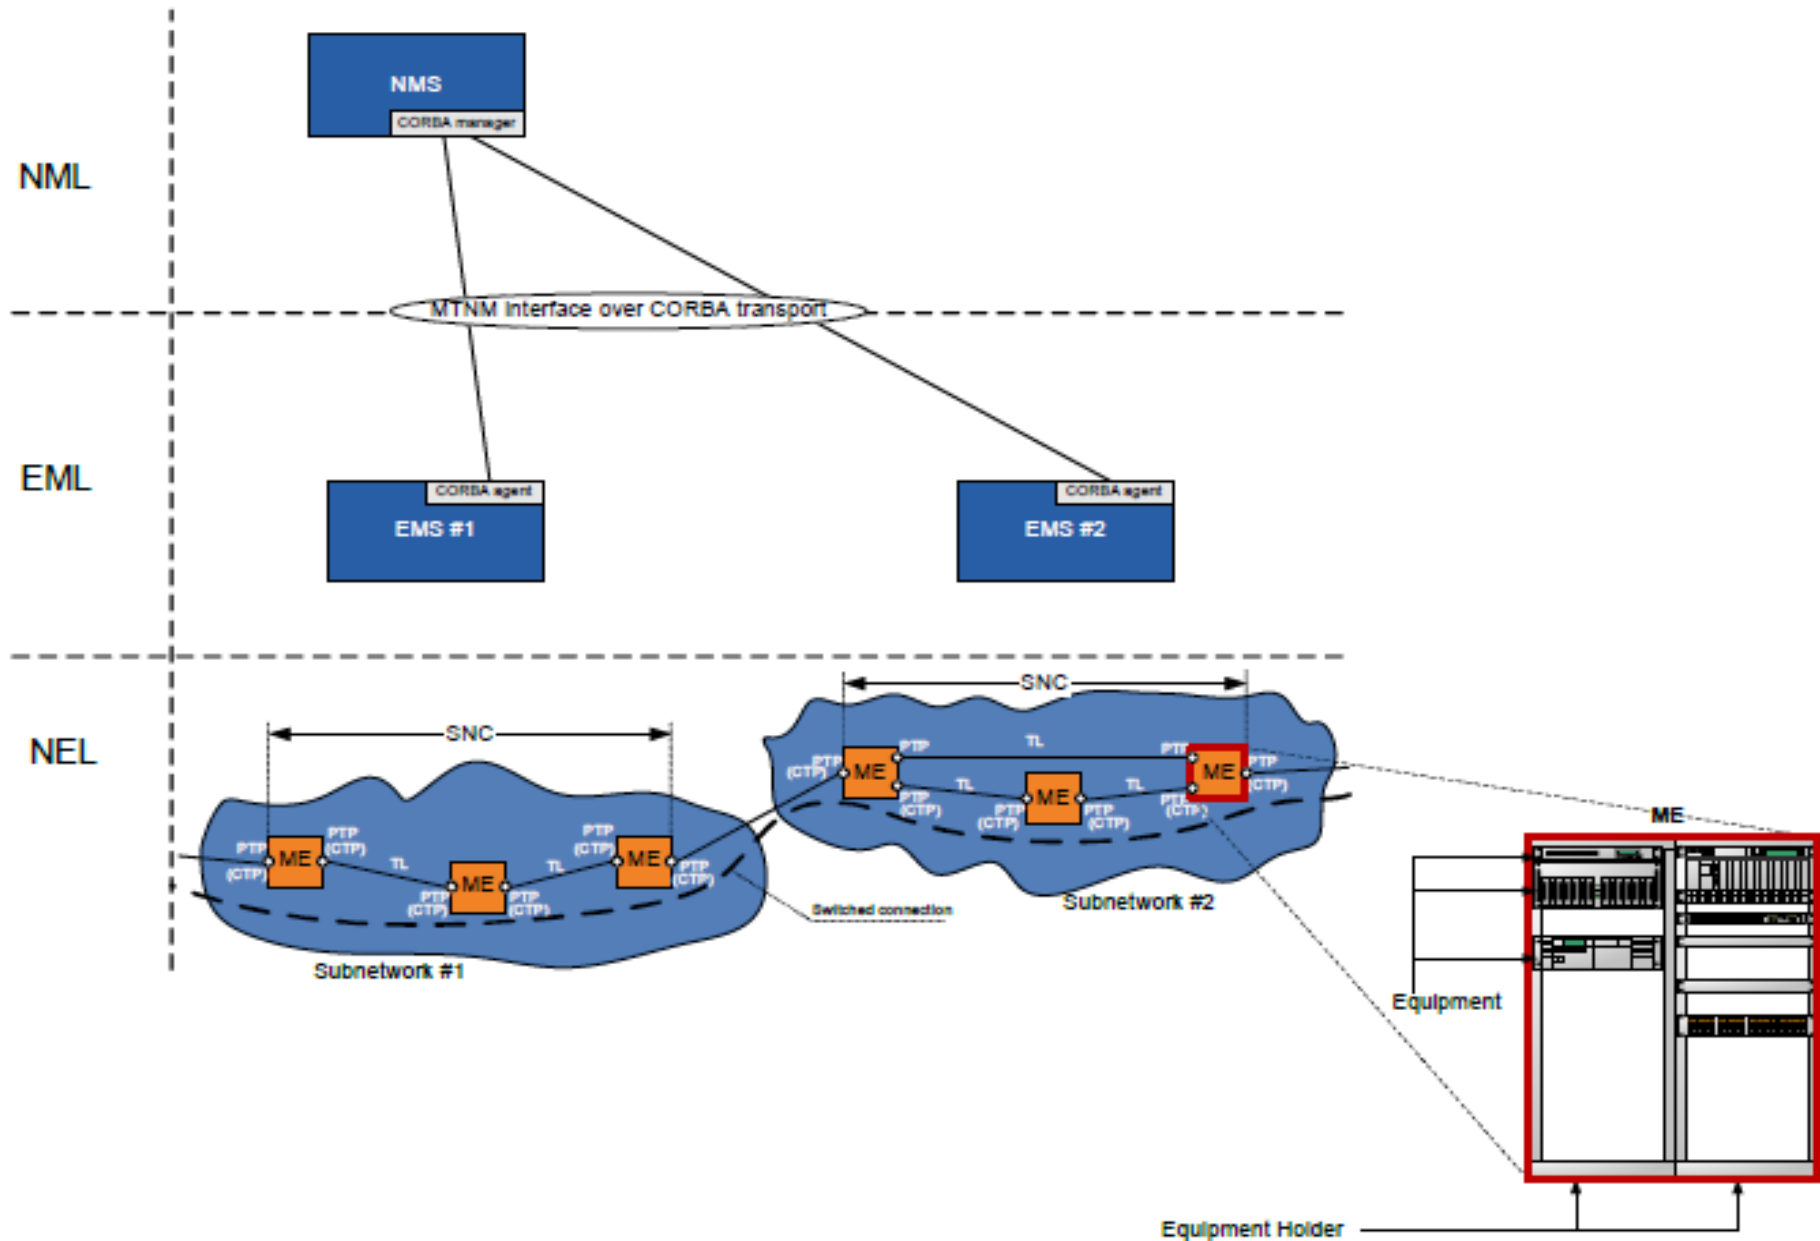 NMS
CORBA manager
NML
MTNM Interface over CORBA transport
EML
CORBA agent
EMS #1
CORBA agent
EMS #2
NEL
SNC
SNC
PTP
(CTP)
ME
PTP
(CTP)
TL
PTP
(CTP)
ME
PTP
(CTP)
TL
PTP
(CTP)
ME
PTP
(CTP)
Subnetwork #1
Switched connection
PTP
(CTP)
ME
PTP
TL
PTP
PTP
(CTP)
TL
PTP
(CTP)
ME
PTP
(CTP)
TL
PTP
(CTP)
ME
PTP
(CTP)
Subnetwork #2
ME
Equipment
Equipment Holder